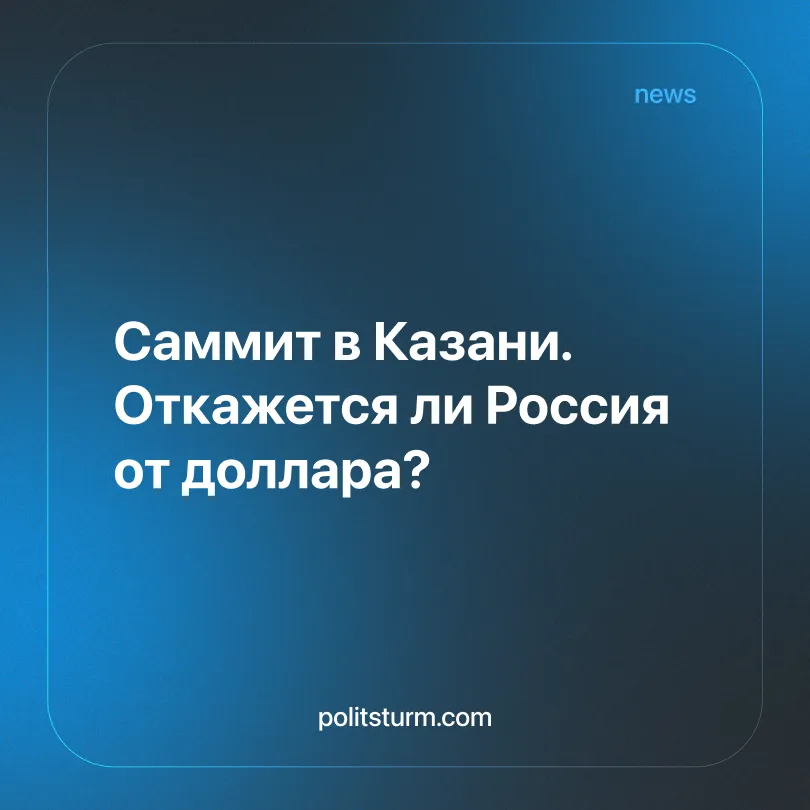 news
Саммит в Казани.
Откажется ли Россия
от доллара?
politsturm.com